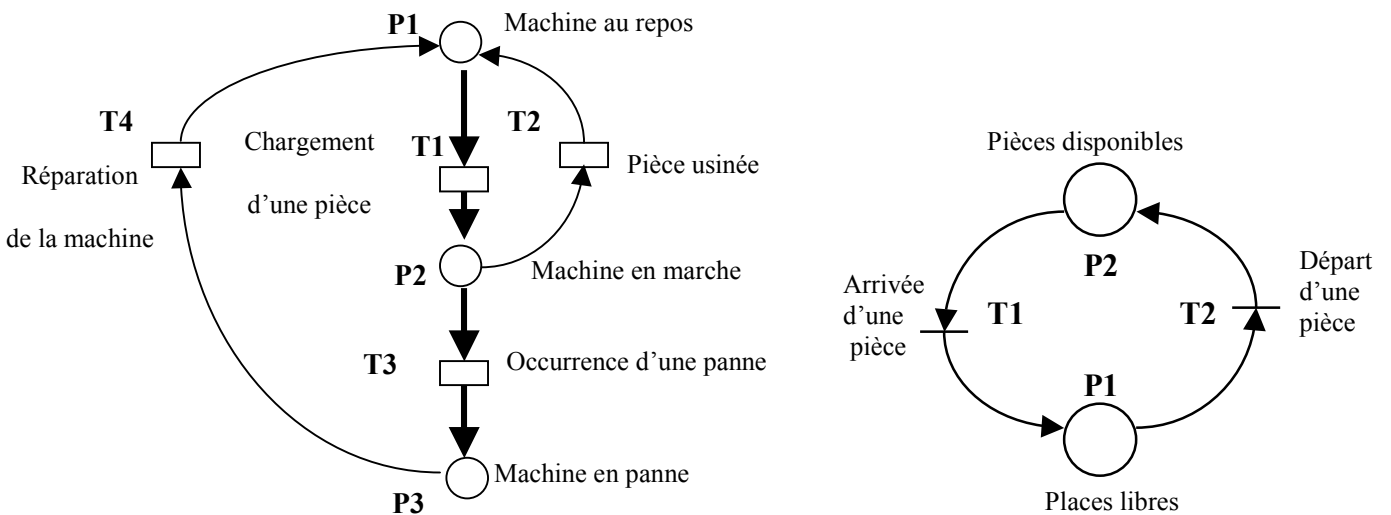 P1
Machine au repos
T4
Chargement
d'une pièce
T1
T2
Pièce usinée
Réparation
de la machine
P2
Machine en marche
T3
Occurrence d'une panne
Machine en panne
P3
Pièces disponibles
P2
Arrivée
d'une
pièce
T1
T2
Départ
d'une
pièce
P1
Places libres